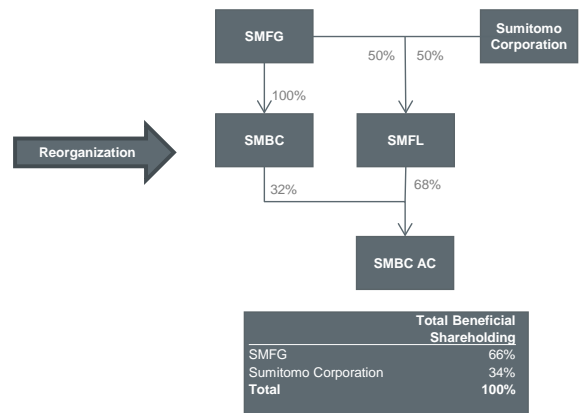 SMFG
Sumitomo
Corporation
50%
50%
100%
Reorganization
SMBC
SMFL
32%
68%
SMBC AC
Total Beneficial
Shareholding
SMFG 66%
Sumitomo Corporation 34%
Total 100%